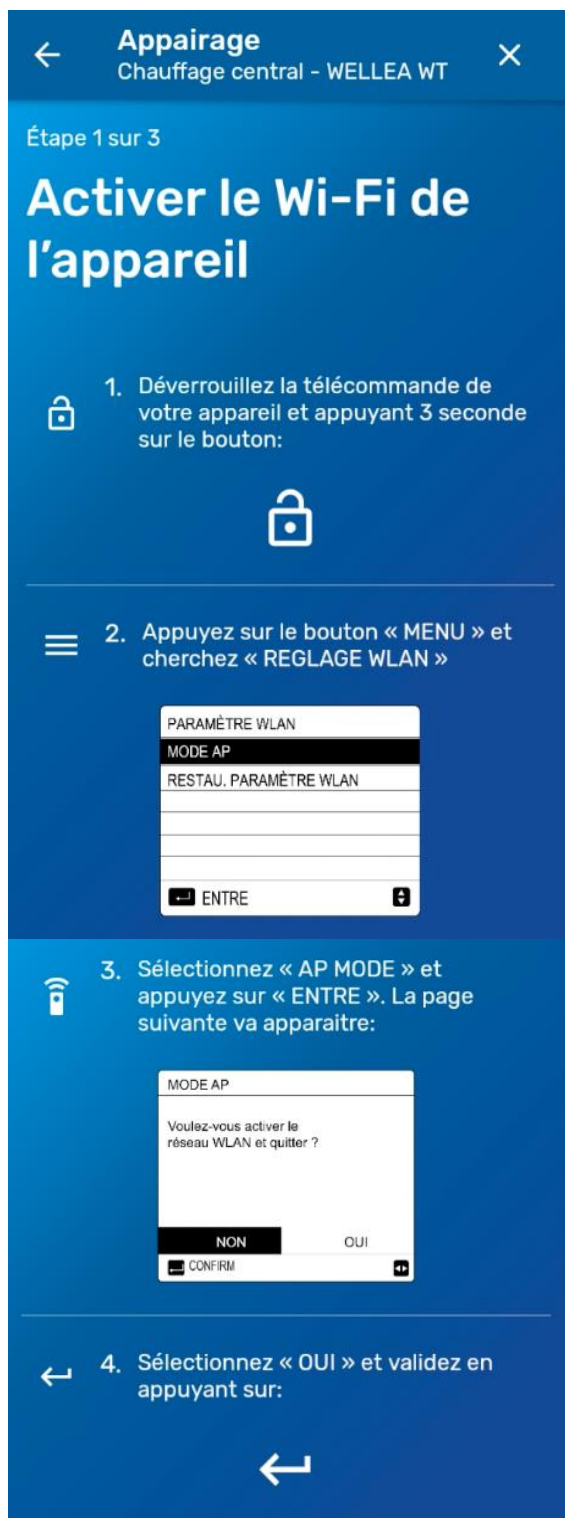 Appairage
Chauffage central - WELLEA WT
Étape 1 sur 3
Activer le Wi-Fi de
l'appareil
1. Déverrouillez la télécommande de
votre appareil et appuyant 3 seconde
sur le bouton:
2. Appuyez sur le bouton « MENU » et
cherchez « REGLAGE WLAN »
PARAMÈTRE WLAN
MODE AP
RESTAU. PARAMÈTRE WLAN
ENTRE
3. Sélectionnez « AP MODE » et
appuyez sur « ENTRE ». La page
suivante va apparaitre:
MODE AP
Voulez-vous activer le
réseau WLAN et quitter ?
NON OUI
CONFIRM
4. Sélectionnez « OUI » et validez en
appuyant sur: